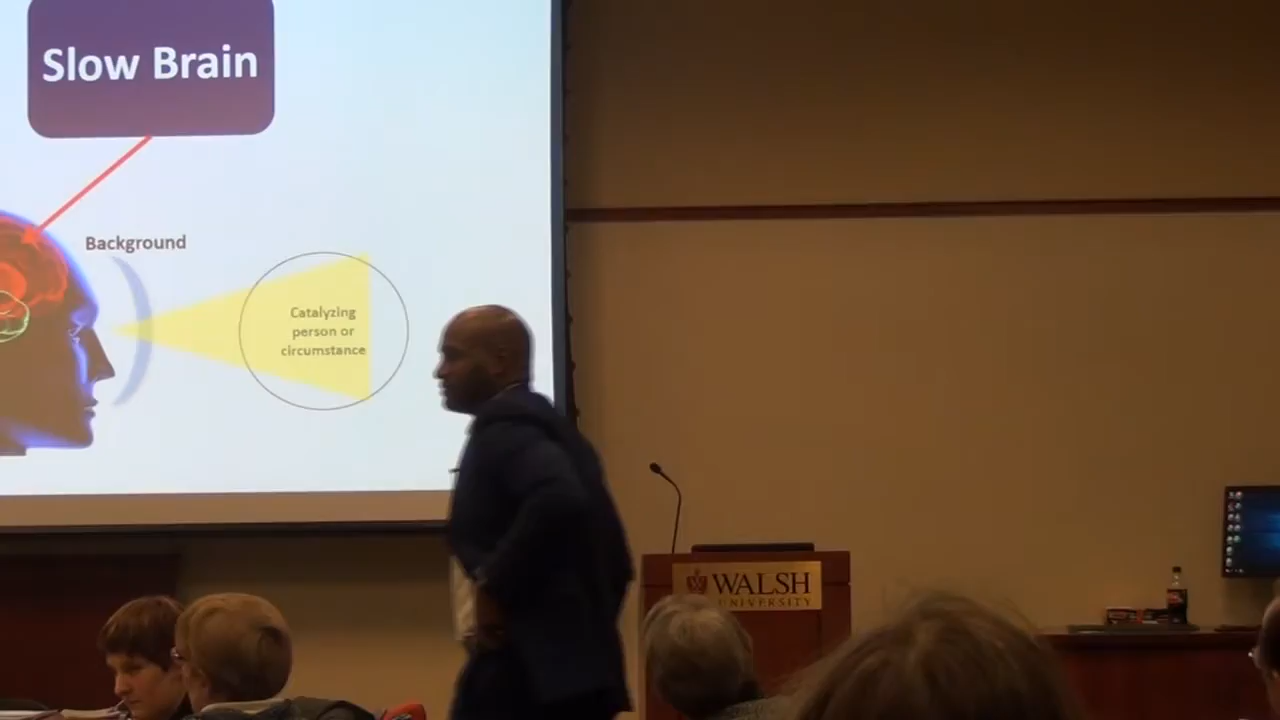 Slow Brain
Background
Catalyzing
person or
circumstance
WALSH
UNIVERSITY